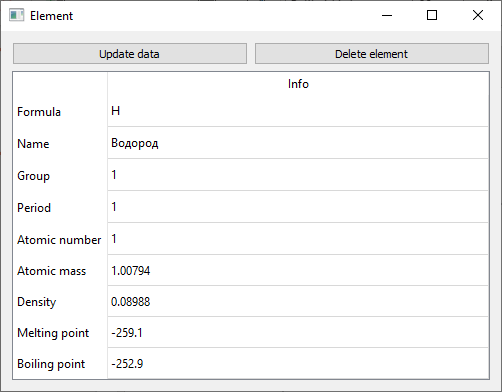 Element
Update data Delete element
Info
Formula H
Name Водород
Group 1
Period 1
Atomic number 1
Atomic mass 1.00794
Density 0.08988
Melting point -259.1
Boiling point -252.9